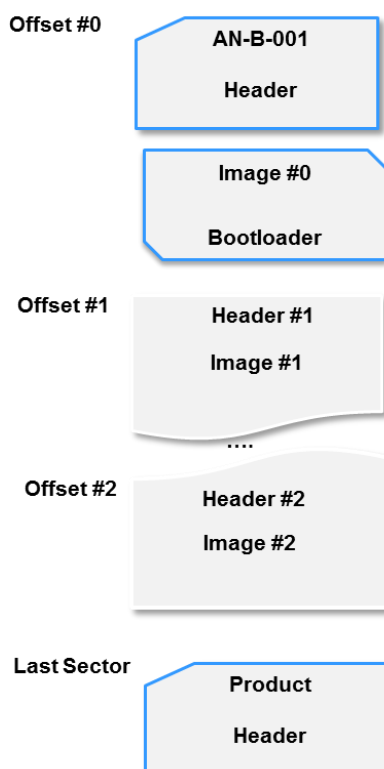 Offset #0
AN-B-001
Header
Image #0
Bootloader
Offset #1
Header #1
Image #1
....
Offset #2
Header #2
Image #2
Last Sector
Product
Header